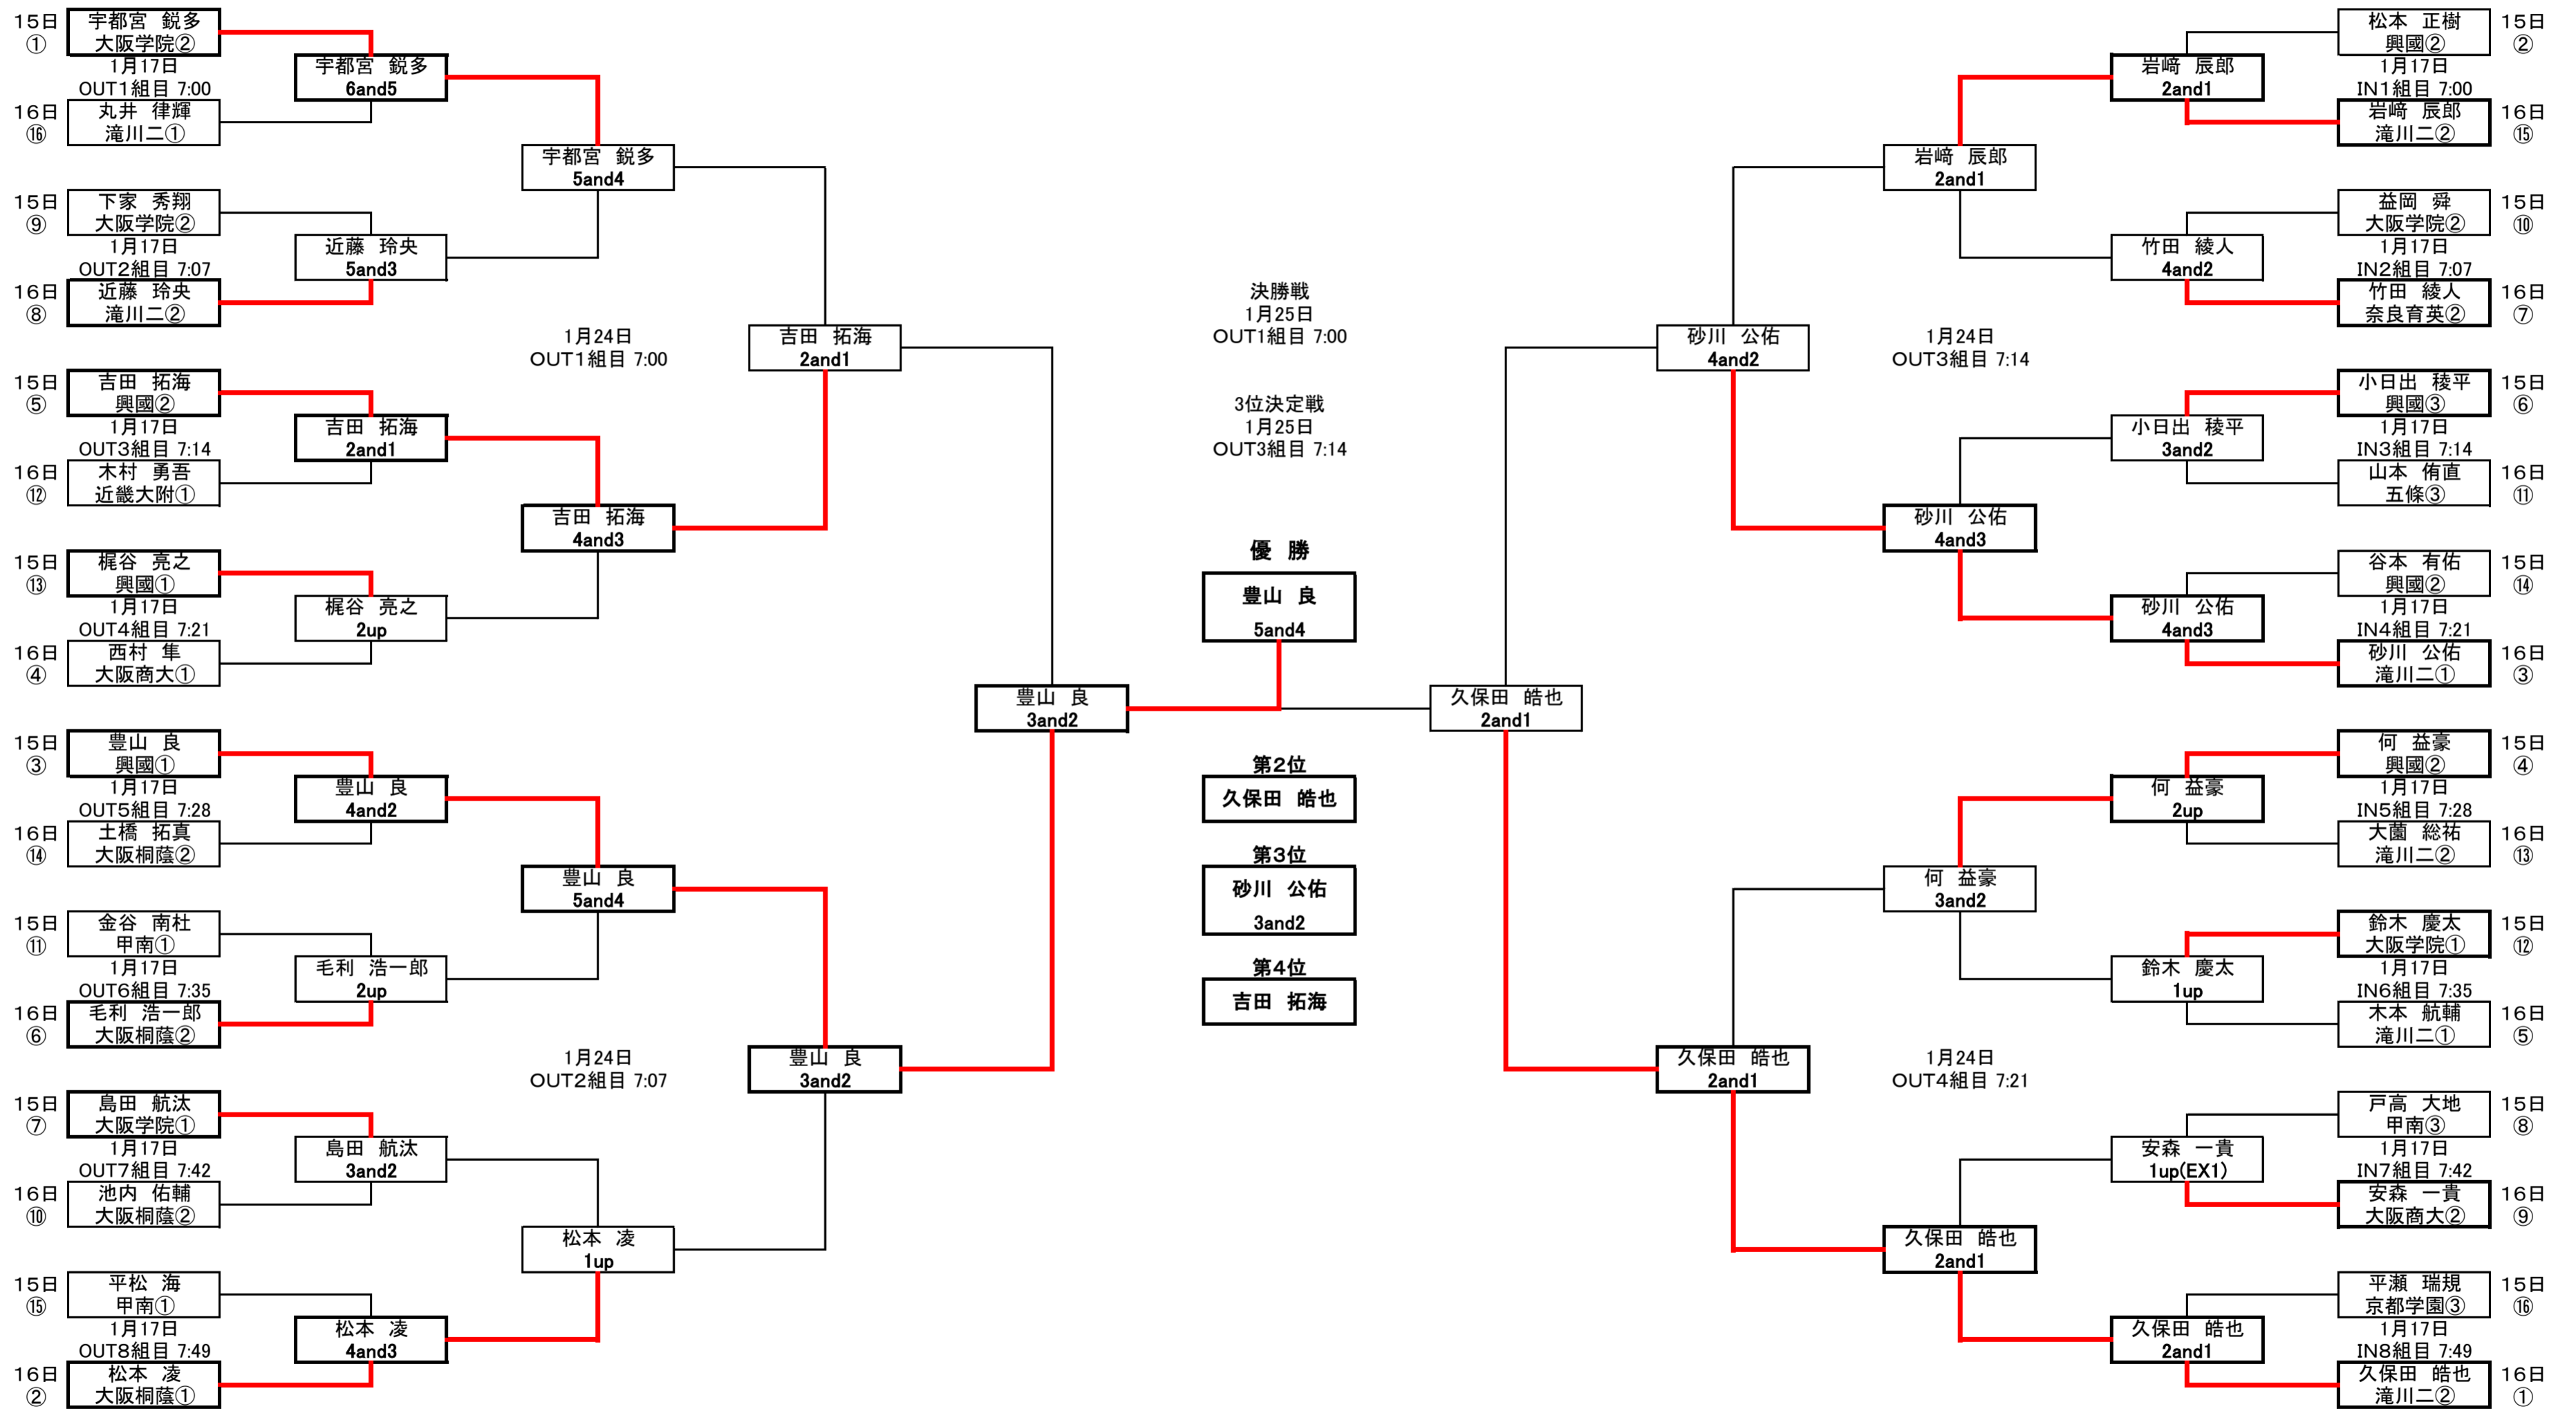 15日
①
宇都宮 鋭多
大阪学院②
1月17日
OUT1組目 7:00
16日
⑯
丸井 律輝
滝川二①
宇都宮 鋭多
6and5
15日
⑨
下家 秀翔
大阪学院②
1月17日
OUT2組目 7:07
16日
⑧
近藤 玲央
滝川二②
近藤 玲央
5and3
宇都宮 鋭多
5and4
15日
⑤
吉田 拓海
興國②
1月17日
OUT3組目 7:14
16日
⑫
木村 勇吾
近畿大附①
吉田 拓海
2and1
15日
⑬
梶谷 亮之
興國①
1月17日
OUT4組目 7:21
16日
④
西村 隼
大阪商大①
梶谷 亮之
2up
吉田 拓海
4and3
1月24日
OUT1組目 7:00
吉田 拓海
2and1
15日
③
豊山 良
興國①
1月17日
OUT5組目 7:28
16日
⑭
土橋 拓真
大阪桐蔭②
豊山 良
4and2
15日
⑪
金谷 南杜
甲南①
1月17日
OUT6組目 7:35
16日
⑥
毛利 浩一郎
大阪桐蔭②
毛利 浩一郎
2up
豊山 良
5and4
15日
⑦
島田 航汰
大阪学院①
1月17日
OUT7組目 7:42
16日
⑩
池内 佑輔
大阪桐蔭②
島田 航汰
3and2
15日
⑮
平松 海
甲南①
1月17日
OUT8組目 7:49
16日
②
松本 凌
大阪桐蔭①
松本 凌
4and3
松本 凌
1up
1月24日
OUT2組目 7:07
豊山 良
3and2
豊山 良
3and2
決勝戦
1月25日
OUT1組目 7:00
3位決定戦
1月25日
OUT3組目 7:14
優 勝
豊山 良
5and4
第2位
久保田 皓也
第3位
砂川 公佑
3and2
第4位
吉田 拓海
久保田 皓也
2and1
砂川 公佑
4and2
1月24日
OUT3組目 7:14
岩﨑 辰郎
2and1
岩﨑 辰郎
2and1
松本 正樹
興國②
15日
②
1月17日
IN1組目 7:00
岩﨑 辰郎
滝川二②
16日
⑮
竹田 綾人
4and2
益岡 舜
大阪学院②
15日
⑩
1月17日
IN2組目 7:07
竹田 綾人
奈良育英②
16日
⑦
砂川 公佑
4and3
小日出 稜平
3and2
小日出 稜平
興國③
15日
⑥
1月17日
IN3組目 7:14
山本 侑直
五條③
16日
⑪
砂川 公佑
4and3
谷本 有佑
興國②
15日
⑭
1月17日
IN4組目 7:21
砂川 公佑
滝川二①
16日
③
久保田 皓也
2and1
1月24日
OUT4組目 7:21
何 益豪
3and2
何 益豪
2up
何 益豪
興國②
15日
④
1月17日
IN5組目 7:28
大薗 総祐
滝川二②
16日
⑬
鈴木 慶太
1up
鈴木 慶太
大阪学院①
15日
⑫
1月17日
IN6組目 7:35
木本 航輔
滝川二①
16日
⑤
久保田 皓也
2and1
安森 一貴
1up(EX1)
戸高 大地
甲南③
15日
⑧
1月17日
IN7組目 7:42
安森 一貴
大阪商大②
16日
⑨
久保田 皓也
2and1
平瀬 瑞規
京都学園③
15日
⑯
1月17日
IN8組目 7:49
久保田 皓也
滝川二②
16日
①